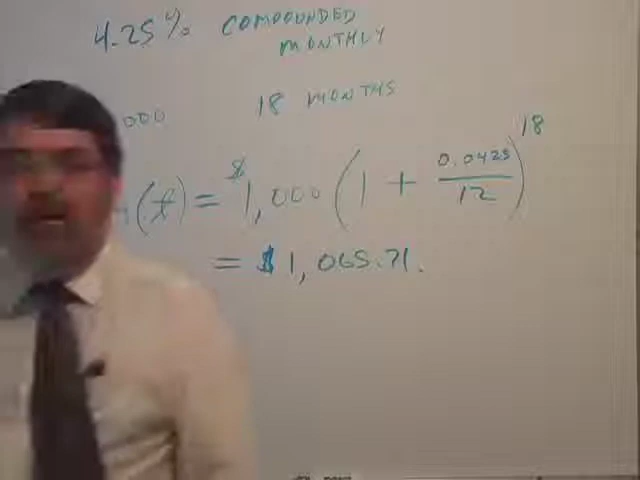 4.25% COMPOUNDED
MONTHLY
000 18 MONTHS
(t) = $1,000 (1 + 0.0425/12)^18
= $1,065.71.